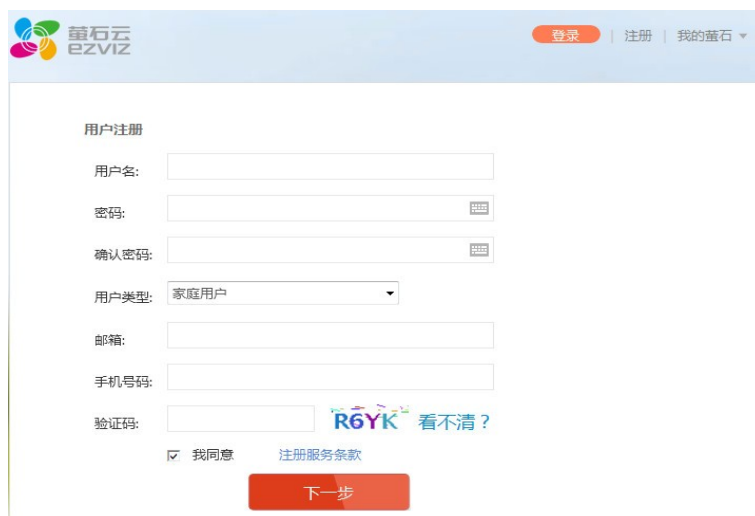 萤石云
ezviz
登录 | 注册 | 我的萤石
用户注册
用户名:
密码:
确认密码:
用户类型: 家庭用户
邮箱:
手机号码:
验证码: R6YK 看不清？
我同意 注册服务条款
下一步